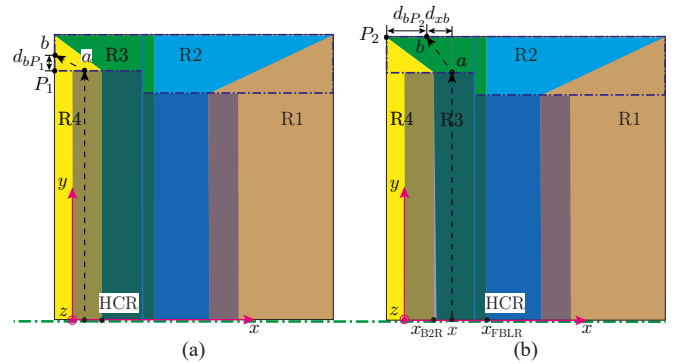 d_{bP_1}
b
a
R3
R2
P_1
R4
R1
y
HCR
z
x
(a)
d_{bP_2} d_{xb}
P_2
b
R2
a
R4
R3
R1
y
HCR
z
x_{B2R} x x_{FBLR} x
(b)